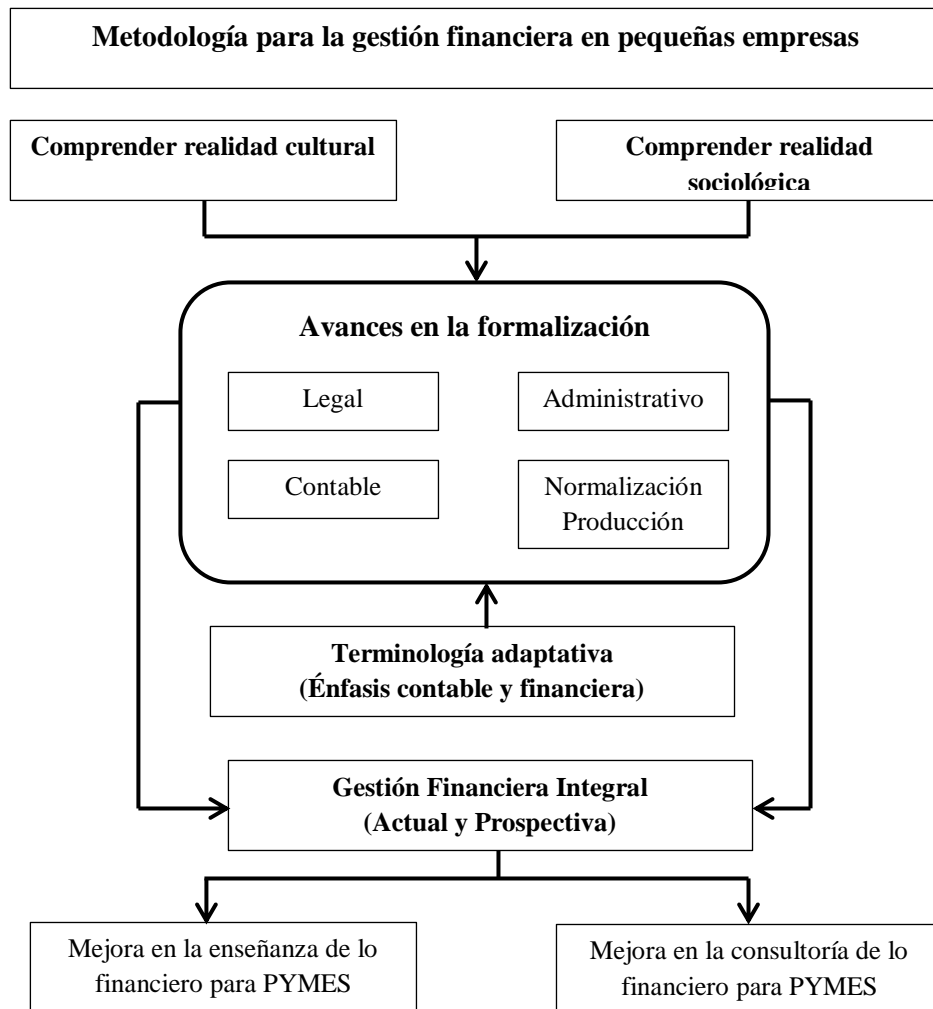 Metodología para la gestión financiera en pequeñas empresas
Comprender realidad cultural
Comprender realidad
sociológica
Avances en la formalización
Legal
Administrativo
Contable
Normalización
Producción
Terminología adaptativa
(Énfasis contable y financiera)
Gestión Financiera Integral
(Actual y Prospectiva)
Mejora en la enseñanza de lo
financiero para PYMES
Mejora en la consultoría de lo
financiero para PYMES